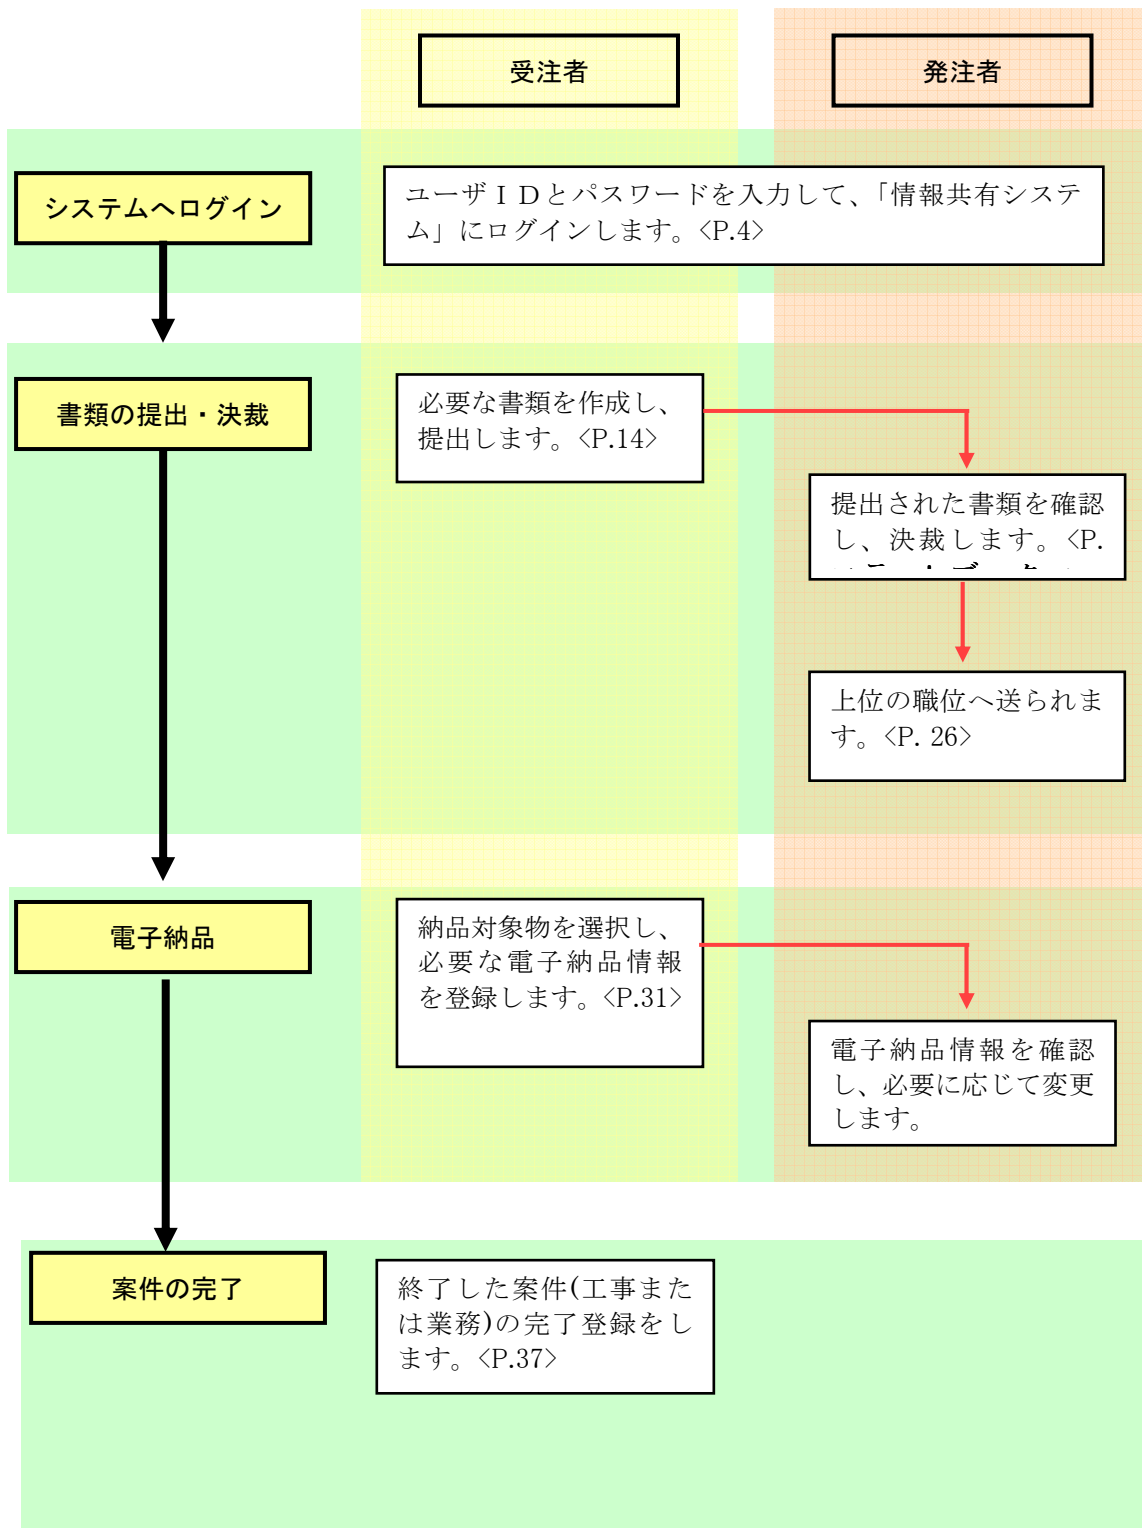 受注者
発注者
システムへログイン
ユーザＩＤとパスワードを入力して、「情報共有システ
ム」にログインします。<P.4>
書類の提出・決裁
必要な書類を作成し、
提出します。<P.14>
提出された書類を確認
し、決裁します。<P.
上位の職位へ送られま
す。<P. 26>
電子納品
納品対象物を選択し、
必要な電子納品情報
を登録します。<P.31>
電子納品情報を確認
し、必要に応じて変更
します。
案件の完了
終了した案件(工事また
は業務)の完了登録をし
ます。<P.37>